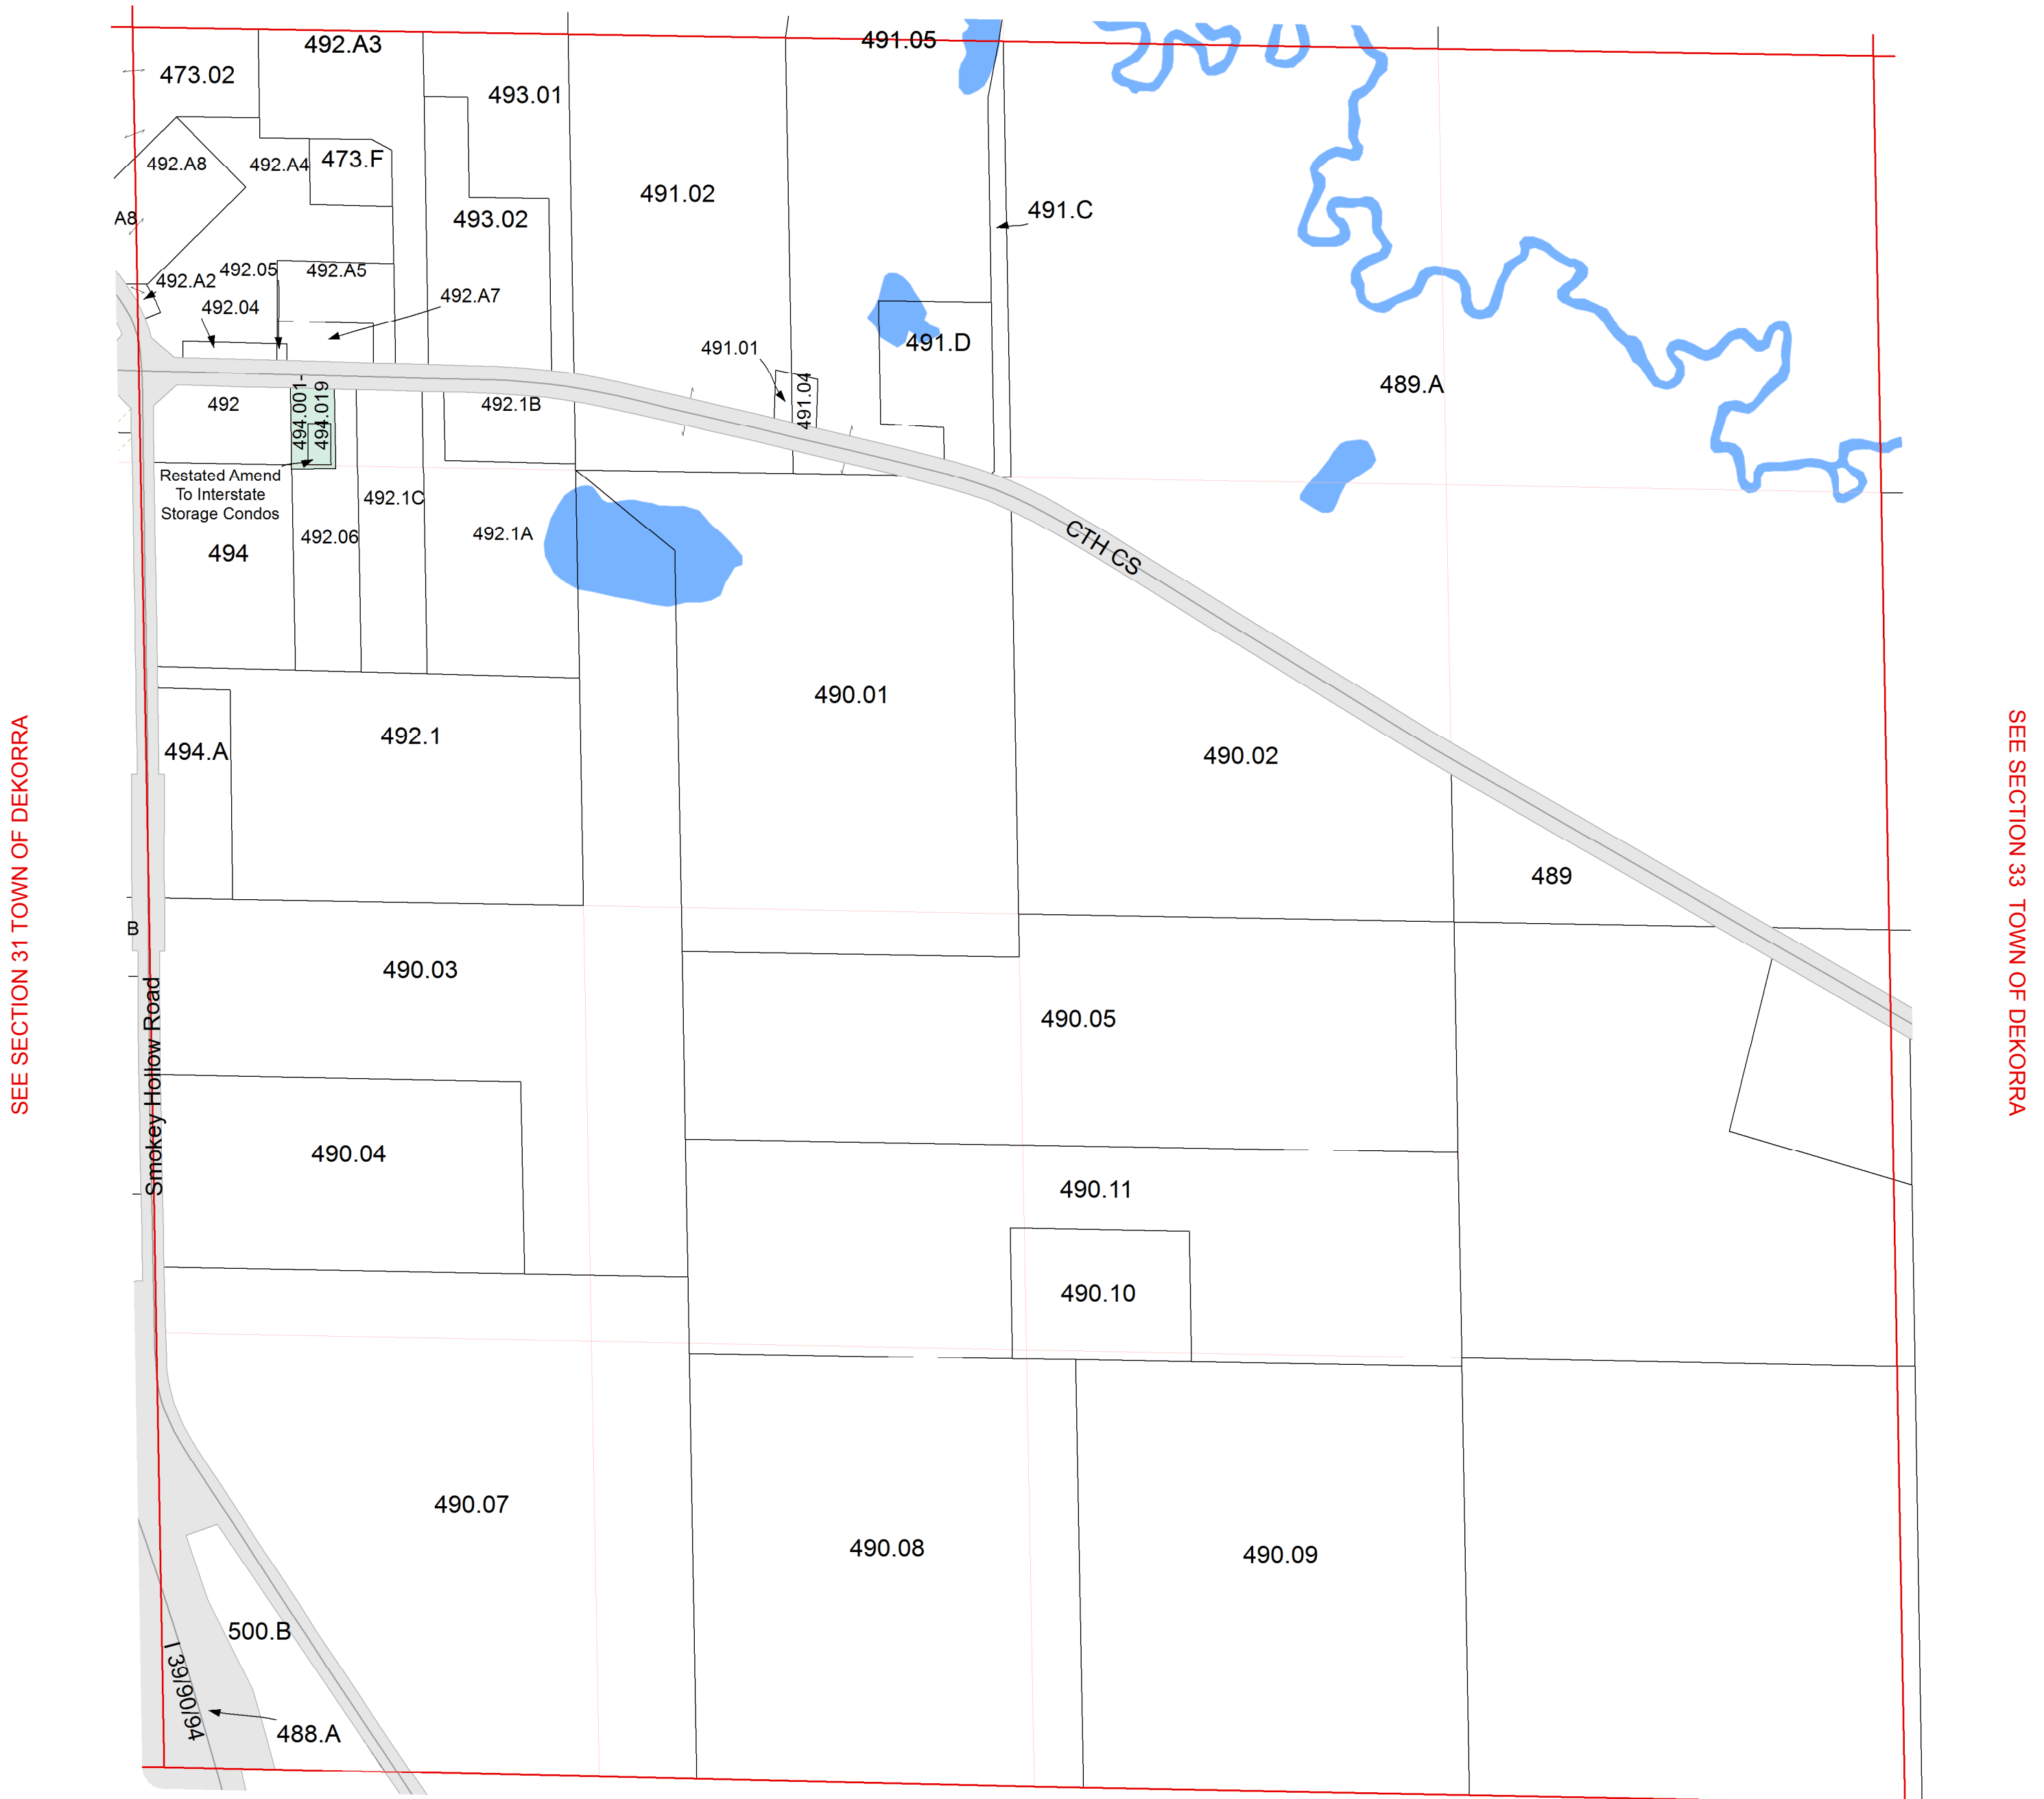 492.A3
491.05
473.02
493.01
492.A8
492.A4
473.F
491.02
A8
493.02
491.C
492.A2
492.05
492.A5
492.04
492.A7
491.01
491.D
489.A
492
494.001-
494.019
492.1B
491.04
Restated Amend
To Interstate
Storage Condos
492.1C
492.06
492.1A
494
CTH CS
490.01
492.1
494.A
490.02
489
B
490.03
490.05
SEE SECTION 31 TOWN OF DEKORRA
SEE SECTION 33 TOWN OF DEKORRA
Smokey Hollow Road
490.04
490.11
490.10
490.07
490.08
490.09
500.B
I 39/90/94
488.A